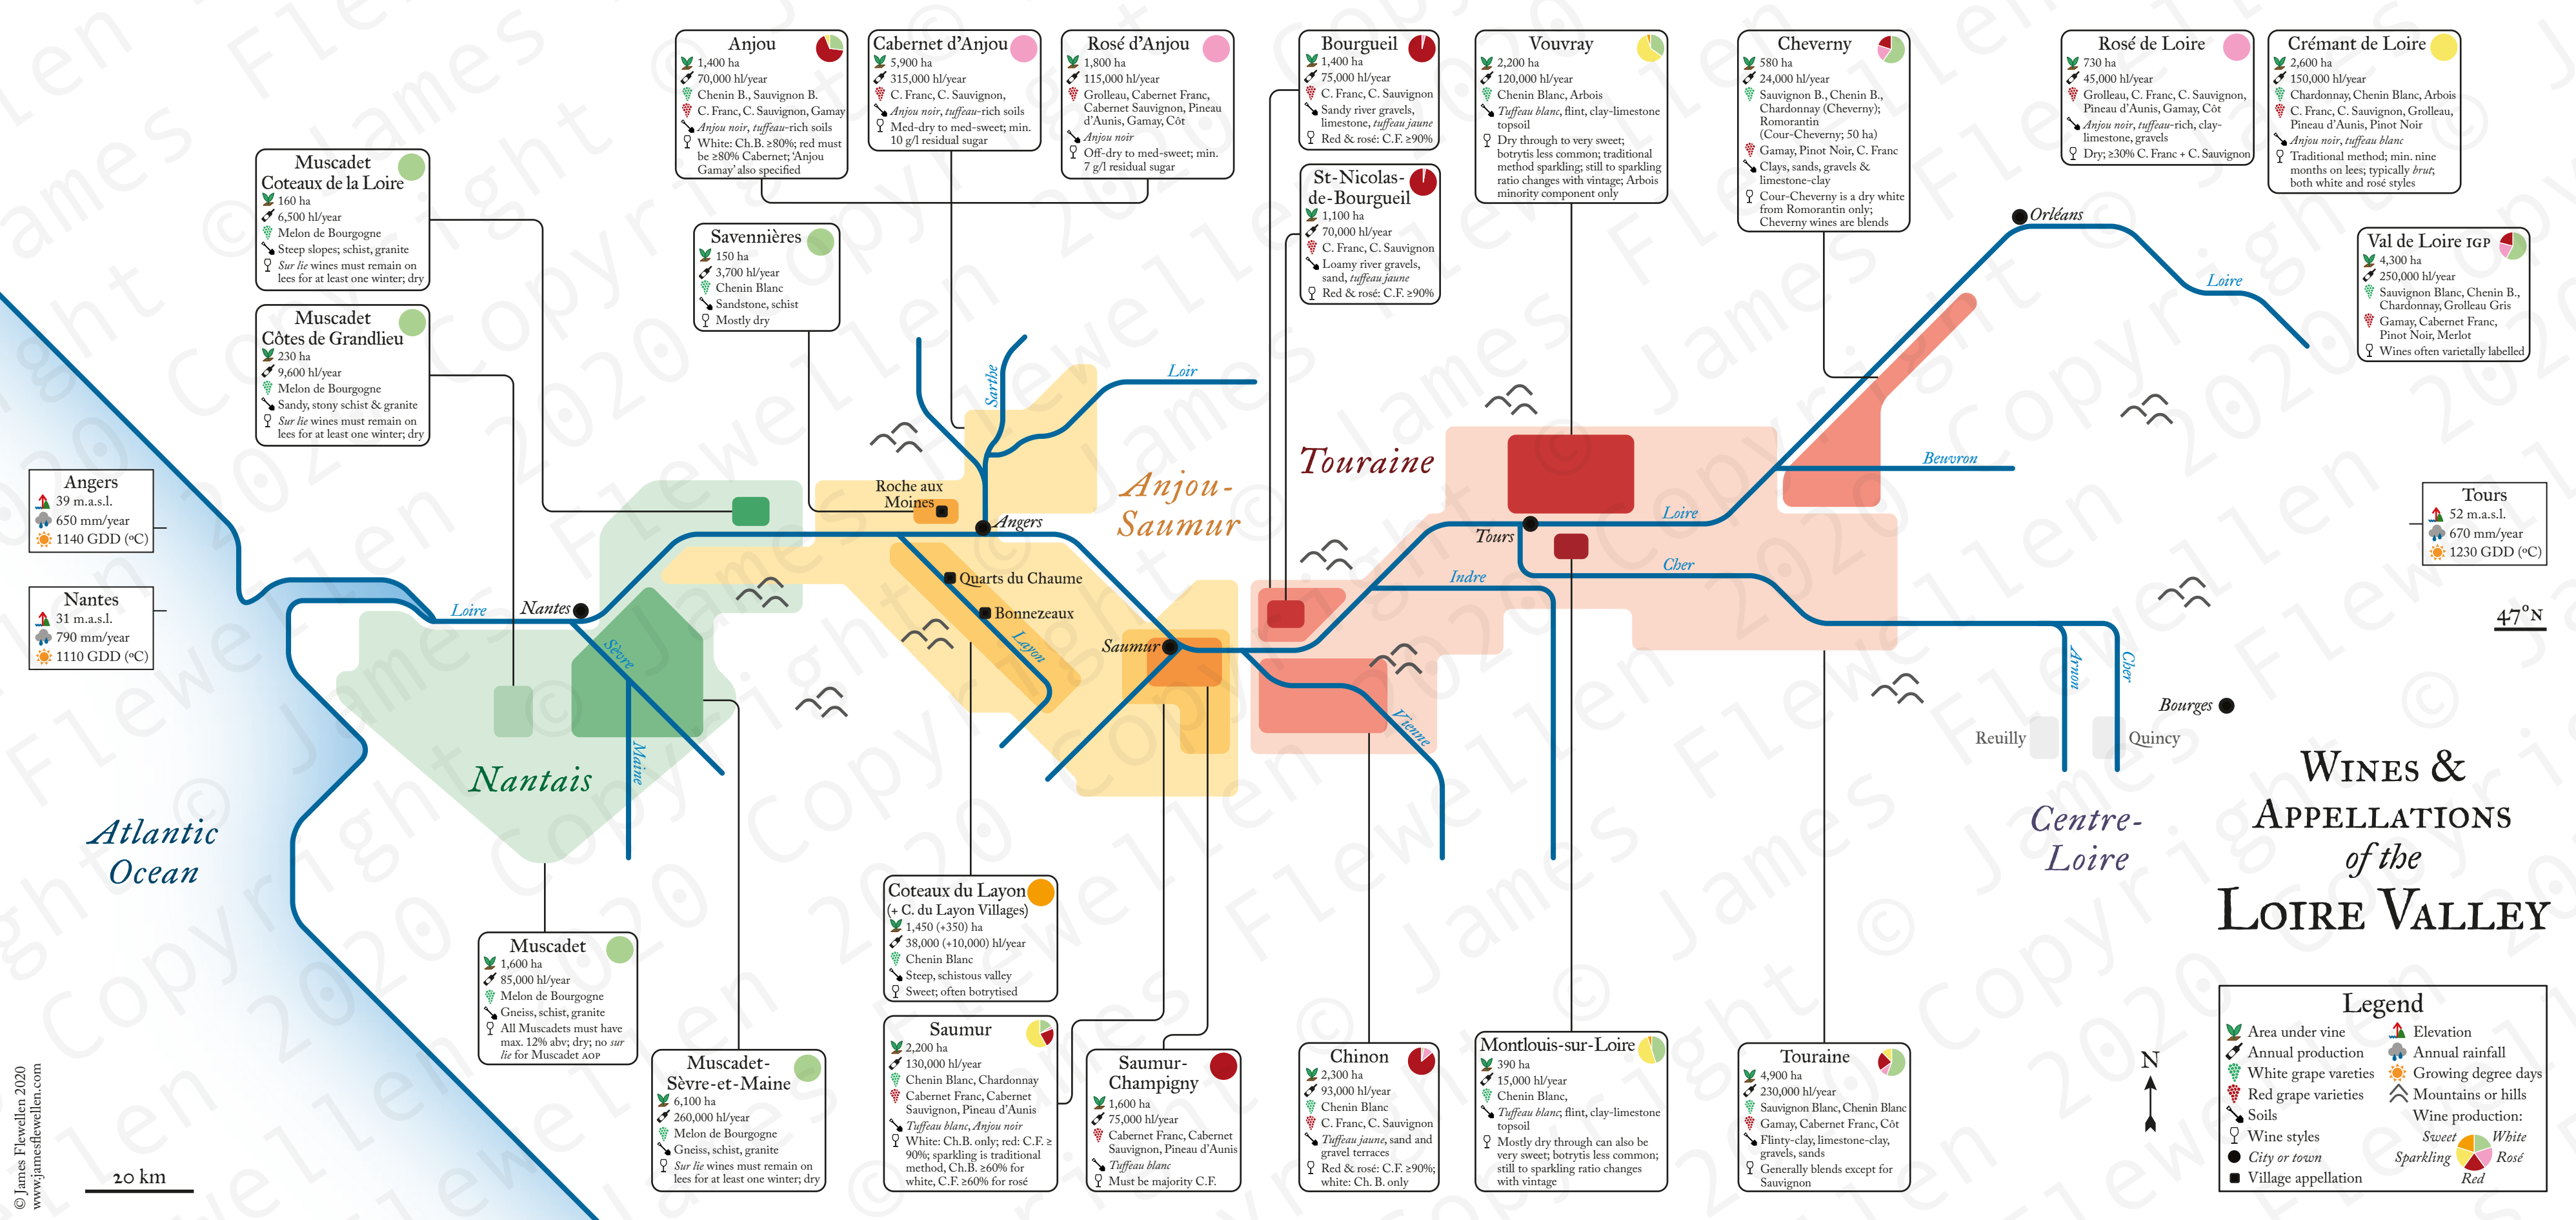 Anjou
1,400 ha
70,000 hl/year
Chenin B., Sauvignon B.
C. Franc, C. Sauvignon, Gamay
Anjou noir, tuffeau-rich soils
White: Ch.B. ≥80%; red must
be ≥80% Cabernet; ‘Anjou
Gamay’ also specified
Cabernet d’Anjou
5,900 ha
315,000 hl/year
C. Franc, C. Sauvignon,
Anjou noir, tuffeau-rich soils
Med-dry to med-sweet; min.
10 g/l residual sugar
Rosé d’Anjou
1,800 ha
115,000 hl/year
Grolleau, Cabernet Franc,
Cabernet Sauvignon, Pineau
d’Aunis, Gamay, Côt
Anjou noir
Off-dry to med-sweet; min.
7 g/l residual sugar
Bourgueil
1,400 ha
75,000 hl/year
C. Franc, C. Sauvignon
Sandy river gravels,
limestone, tuffeau jaune
Red & rosé: C.F. ≥90%
St-Nicolas-
de-Bourgueil
1,100 ha
70,000 hl/year
C. Franc, C. Sauvignon
Loamy river gravels,
sand, tuffeau jaune
Red & rosé: C.F. ≥90%
Vouvray
2,200 ha
120,000 hl/year
Chenin Blanc, Arbois
Tuffeau blanc, flint, clay-limestone
topsoil
Dry through to very sweet;
botrytis less common; traditional
method sparkling; still to sparkling
ratio changes with vintage; Arbois
minority component only
Cheverny
580 ha
24,000 hl/year
Sauvignon B., Chenin B.,
Chardonnay (Cheverny);
Romorantin
(Cour-Cheverny; 50 ha)
Gamay, Pinot Noir, C. Franc
Clays, sands, gravels &
limestone-clay
Cour-Cheverny is a dry white
from Romorantin only;
Cheverny wines are blends
Rosé de Loire
730 ha
45,000 hl/year
Grolleau, C. Franc, C. Sauvignon,
Pineau d’Aunis, Gamay, Côt
Anjou noir, tuffeau-rich, clay-
limestone, gravels
Dry; ≥30% C. Franc + C. Sauvignon
Crémant de Loire
2,600 ha
150,000 hl/year
Chardonnay, Chenin Blanc, Arbois
C. Franc, C. Sauvignon, Grolleau,
Pineau d’Aunis, Pinot Noir
Anjou noir, tuffeau blanc
Traditional method; min. nine
months on lees; typically brut;
both white and rosé styles
Val de Loire IGP
4,300 ha
250,000 hl/year
Sauvignon Blanc, Chenin B.,
Chardonnay, Grolleau Gris
Gamay, Cabernet Franc,
Pinot Noir, Merlot
Wines often varietally labelled
Muscadet
Coteaux de la Loire
160 ha
6,500 hl/year
Melon de Bourgogne
Steep slopes; schist, granite
Sur lie wines must remain on
lees for at least one winter; dry
Muscadet
Côtes de Grandlieu
230 ha
9,600 hl/year
Melon de Bourgogne
Sandy, stony schist & granite
Sur lie wines must remain on
lees for at least one winter; dry
Savennières
150 ha
3,700 hl/year
Chenin Blanc
Sandstone, schist
Mostly dry
Angers
39 m.a.s.l.
650 mm/year
1140 GDD (ºC)
Nantes
31 m.a.s.l.
790 mm/year
1110 GDD (ºC)
Tours
52 m.a.s.l.
670 mm/year
1230 GDD (ºC)
47°N
Orléans
Loire
Sarthe
Loir
Beuvron
Touraine
Anjou-
Saumur
Roche aux
Moines
Angers
Quarts du Chaume
Bonnezeaux
Layon
Saumur
Tours
Loire
Cher
Indre
Vienne
Loire
Nantes
Sèvre
Maine
Nantais
Atlantic
Ocean
Arnon
Cher
Bourges
Reuilly
Quincy
Centre-
Loire
Wines &
Appellations
of the
Loire Valley
Muscadet
1,600 ha
85,000 hl/year
Melon de Bourgogne
Gneiss, schist, granite
All Muscadets must have
max. 12% abv; dry; no sur
lie for Muscadet AOP
Muscadet-
Sèvre-et-Maine
6,100 ha
260,000 hl/year
Melon de Bourgogne
Gneiss, schist, granite
Sur lie wines must remain on
lees for at least one winter; dry
Coteaux du Layon
(+ C. du Layon Villages)
1,450 (+350) ha
38,000 (+10,000) hl/year
Chenin Blanc
Steep, schistous valley
Sweet; often botrytised
Saumur
2,200 ha
130,000 hl/year
Chenin Blanc, Chardonnay
Cabernet Franc, Cabernet
Sauvignon, Pineau d’Aunis
Tuffeau blanc, Anjou noir
White: Ch.B. only; red: C.F. ≥
90%; sparkling is traditional
method, Ch.B. ≥60% for
white, C.F. ≥60% for rosé
Saumur-
Champigny
1,600 ha
75,000 hl/year
Cabernet Franc, Cabernet
Sauvignon, Pineau d’Aunis
Tuffeau blanc
Must be majority C.F.
Chinon
2,300 ha
93,000 hl/year
Chenin Blanc
C. Franc, C. Sauvignon
Tuffeau jaune, sand and
gravel terraces
Red & rosé: C.F. ≥90%;
white: Ch. B. only
Montlouis-sur-Loire
390 ha
15,000 hl/year
Chenin Blanc,
Tuffeau blanc; flint, clay-limestone
topsoil
Mostly dry through can also be
very sweet; botrytis less common;
still to sparkling ratio changes
with vintage
Touraine
4,900 ha
230,000 hl/year
Sauvignon Blanc, Chenin Blanc
Gamay, Cabernet Franc, Côt
Flinty-clay, limestone-clay,
gravels, sands
Generally blends except for
Sauvignon
N
Legend
Area under vine
Annual production
White grape vareties
Red grape varieties
Soils
Wine styles
City or town
Village appellation
Elevation
Annual rainfall
Growing degree days
Mountains or hills
Wine production:
Sweet
White
Sparkling
Rosé
Red
20 km
© James Flewellen 2020
www.jamesflewellen.com
Copyright © James Flewellen 2020